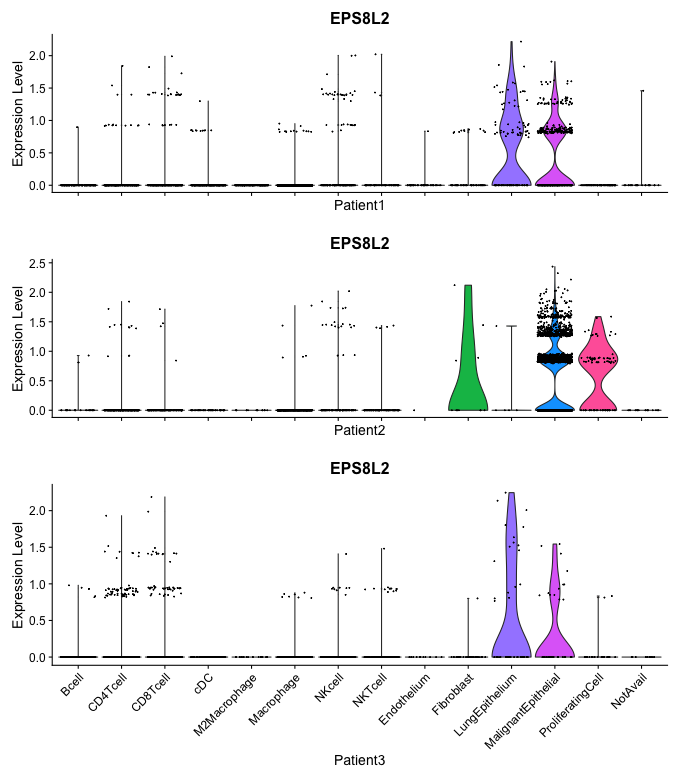 EPS8L2
Expression Level
2.0
1.5
1.0
0.5
0.0
Patient1
EPS8L2
Expression Level
2.5
2.0
1.5
1.0
0.5
0.0
Patient2
EPS8L2
Expression Level
2.0
1.5
1.0
0.5
0.0
Bcell
CD4Tcell
CD8Tcell
cDC
M2Macrophage
Macrophage
NKcell
NKTcell
Endothelium
Fibroblast
LungEpithelium
MalignantEpithelial
ProliferatingCell
NotAvail
Patient3